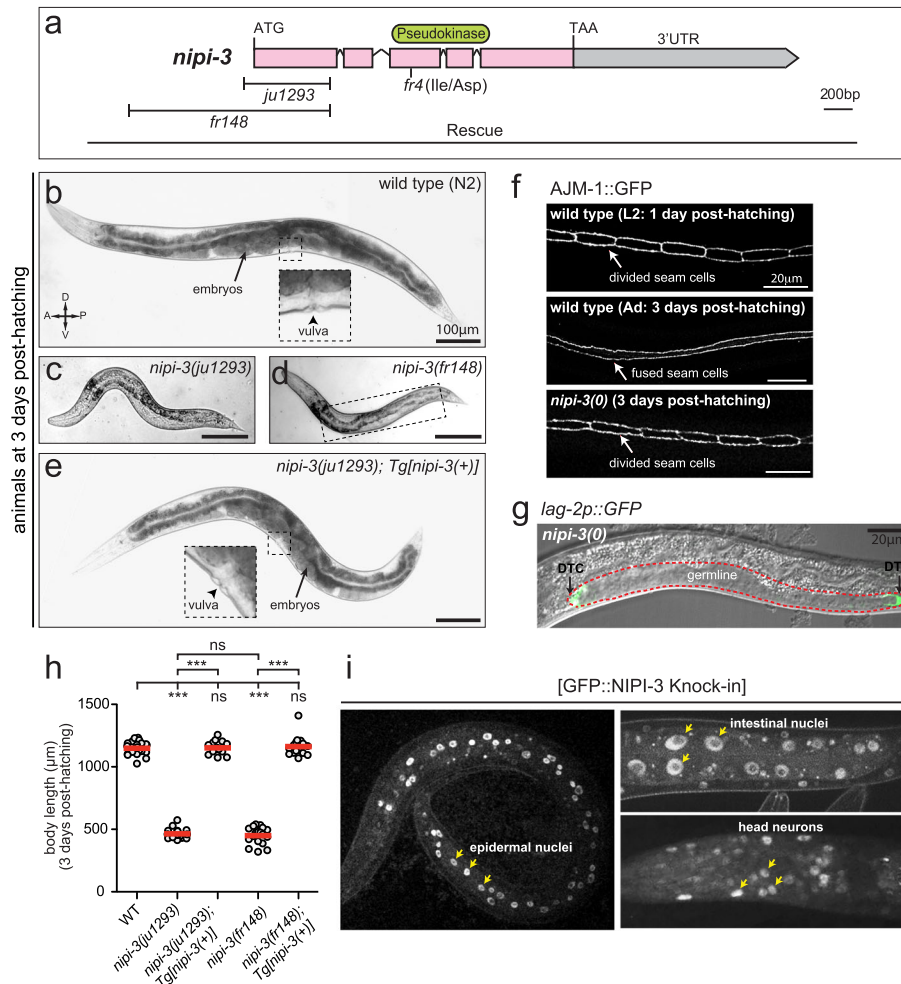 a
ATG
Pseudokinase
TAA
3'UTR
nipi-3
fr4(Ile/Asp)
ju1293
fr148
200bp
Rescue
animals at 3 days post-hatching
b
wild type (N2)
embryos
vulva
D
A P
V
100µm
c
nipi-3(ju1293)
d
nipi-3(fr148)
e
nipi-3(ju1293); Tg[nipi-3(+)]
vulva
embryos
f
AJM-1::GFP
wild type (L2: 1 day post-hatching)
divided seam cells
20µm
wild type (Ad: 3 days post-hatching)
fused seam cells
nipi-3(0) (3 days post-hatching)
divided seam cells
g
lag-2p::GFP
nipi-3(0)
20µm
DTC
germline
DT
h
ns
*** ***
*** ns *** ns
body length (µm)
(3 days post-hatching)
1500
1000
500
0
WT
nipi-3(ju1293)
nipi-3(ju1293);
Tg[nipi-3(+)]
nipi-3(fr148)
nipi-3(fr148);
Tg[nipi-3(+)]
i
[GFP::NIPI-3 Knock-in]
epidermal nuclei
intestinal nuclei
head neurons